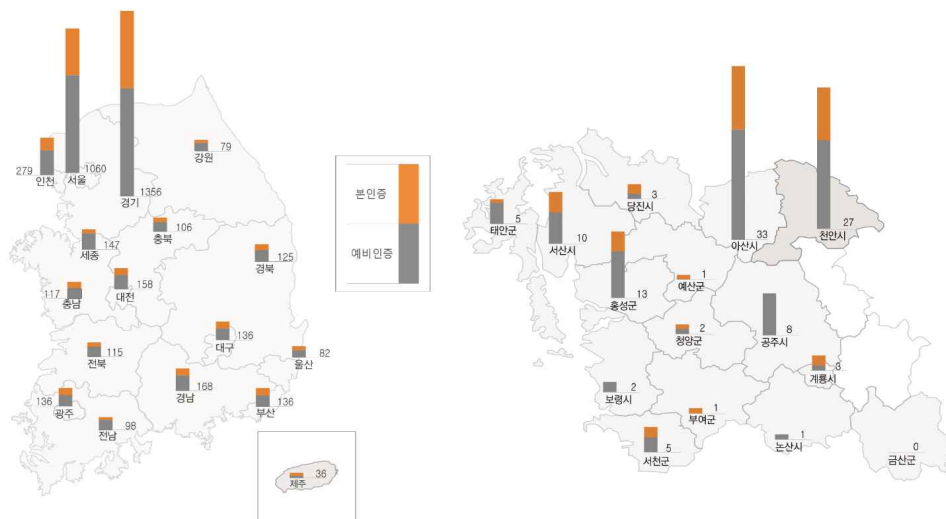 79
강원
279
인천
1060
서울
1356
경기
본인증
예비인증
106
충북
147
세종
125
경북
158
대전
117
충남
136
대구
115
전북
82
울산
168
경남
136
광주
136
부산
98
전남
36
제주
3
당진시
5
태안군
10
서산시
33
아산시
27
천안시
13
홍성군
1
예산군
2
청양군
8
공주시
3
계룡시
2
보령시
1
부여군
5
서천군
1
논산시
0
금산군